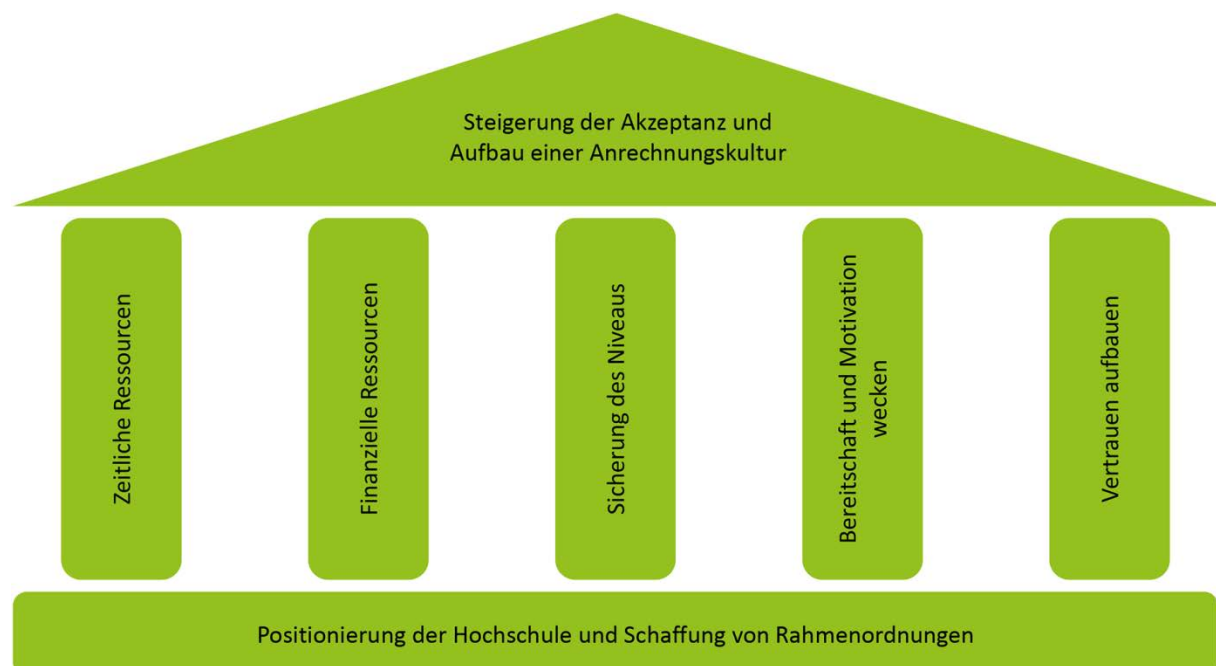 Steigerung der Akzeptanz und
Aufbau einer Anrechnungskultur
Zeitliche Ressourcen
Finanzielle Ressourcen
Sicherung des Niveaus
Bereitschaft und Motivation
wecken
Vertrauen aufbauen
Positionierung der Hochschule und Schaffung von Rahmenordnungen